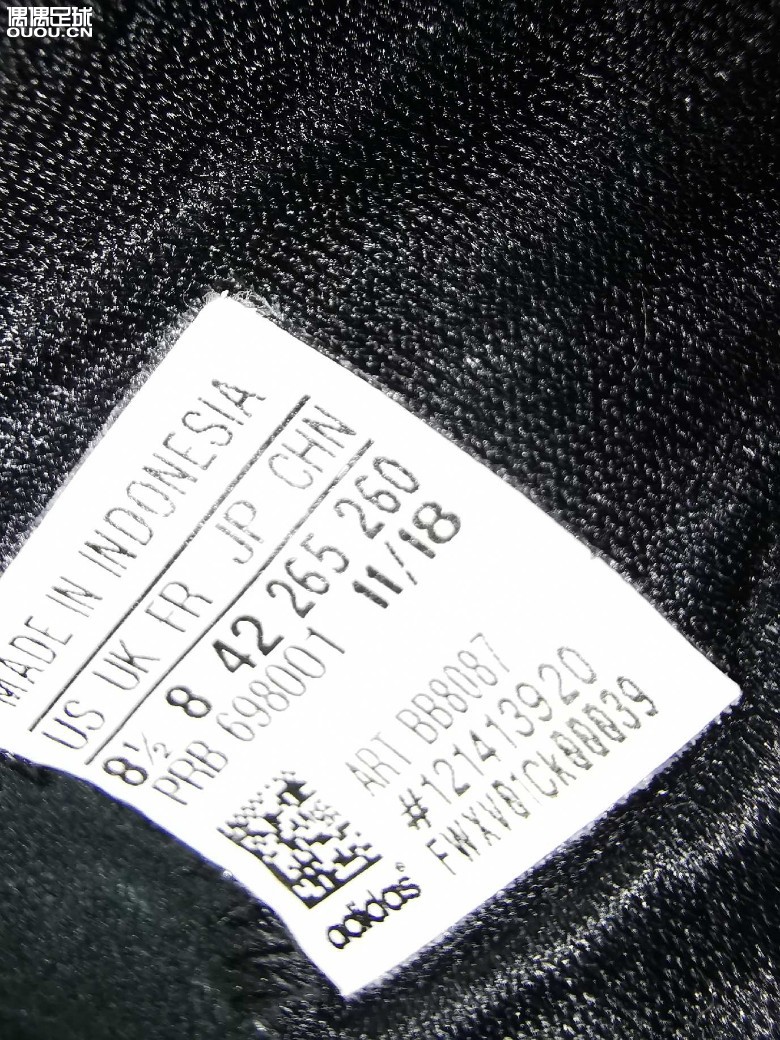 偶偶足球
OUOU.CN
MADE IN INDONESIA
US UK FR JP CHN
8½ 8 42 265 260
PRB 698001 11/18
ART BB8087
#121413920
FWXV01CK00039
adidas®